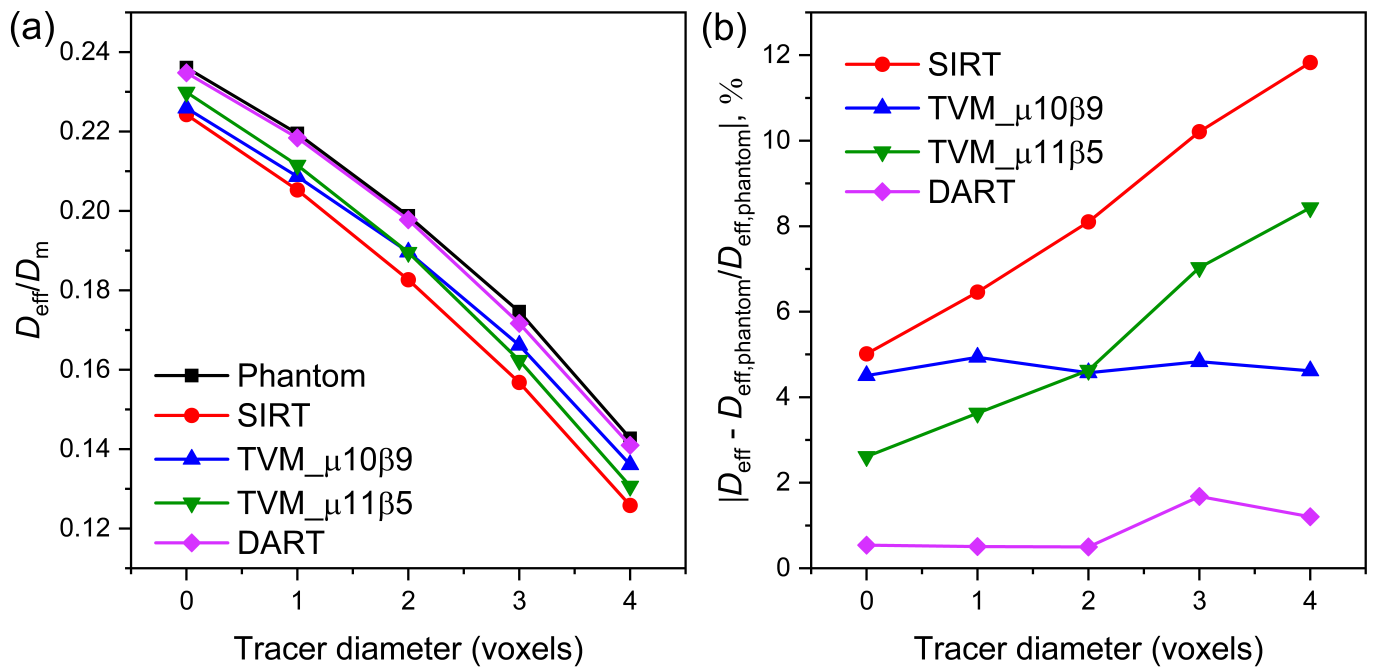 (a)
0.24
0.22
0.20
0.18
0.16
0.14
0.12
Deff/Dm
Phantom
SIRT
TVM_μ10β9
TVM_μ11β5
DART
0 1 2 3 4
Tracer diameter (voxels)
(b)
12
10
8
6
4
2
0
|Deff - Deff,phantom/Deff,phantom|, %
SIRT
TVM_μ10β9
TVM_μ11β5
DART
0 1 2 3 4
Tracer diameter (voxels)